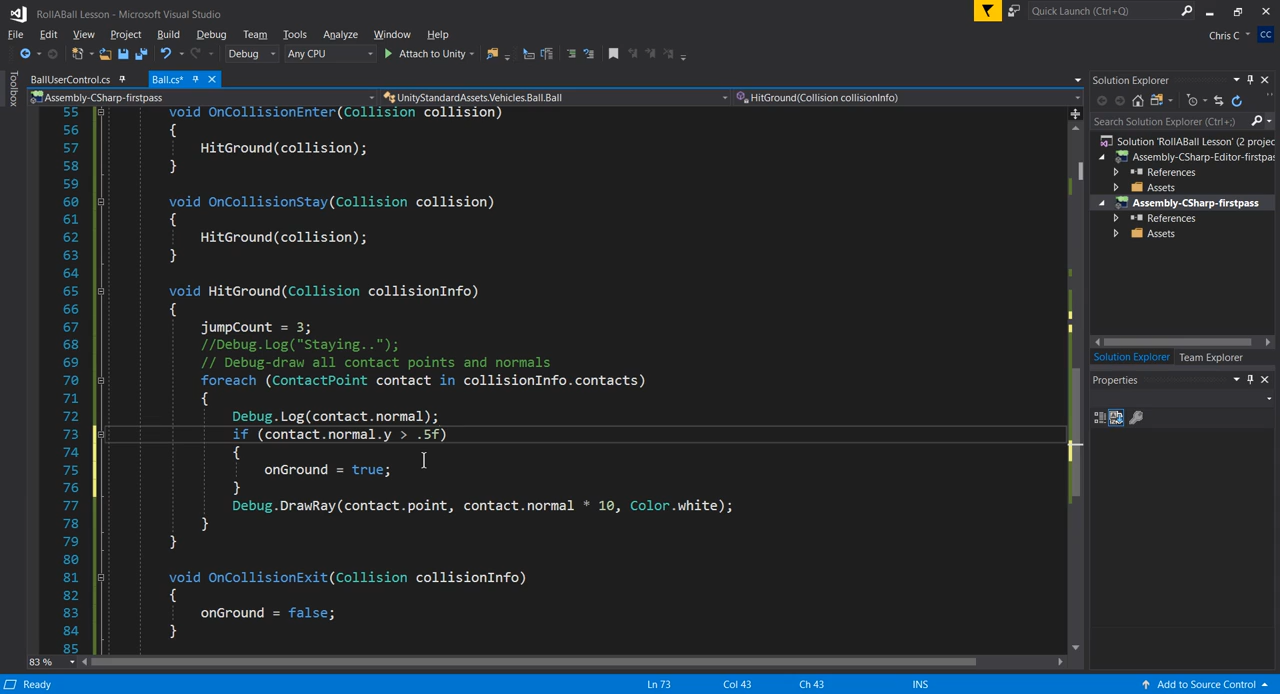 RollABall Lesson - Microsoft Visual Studio
Quick Launch (Ctrl+Q)
File Edit View Project Build Debug Team Tools Analyze Window Help
Chris C
CC
Debug Any CPU Attach to Unity
Toolbox
BallUserControl.cs Ball.cs*
Assembly-CSharp-firstpass UnityStandardAssets.Vehicles.Ball.Ball HitGround(Collision collisionInfo)
55 void OnCollisionEnter(Collision collision)
56 {
57 HitGround(collision);
58 }
59
60 void OnCollisionStay(Collision collision)
61 {
62 HitGround(collision);
63 }
64
65 void HitGround(Collision collisionInfo)
66 {
67 jumpCount = 3;
68 //Debug.Log("Staying..");
69 // Debug-draw all contact points and normals
70 foreach (ContactPoint contact in collisionInfo.contacts)
71 {
72 Debug.Log(contact.normal);
73 if (contact.normal.y > .5f)
74 {
75 onGround = true;
76 }
77 Debug.DrawRay(contact.point, contact.normal * 10, Color.white);
78 }
79 }
80
81 void OnCollisionExit(Collision collisionInfo)
82 {
83 onGround = false;
84 }
85
83 %
Solution Explorer
Search Solution Explorer (Ctrl+;)
Solution 'RollABall Lesson' (2 projec
Assembly-CSharp-Editor-firstpas
References
Assets
Assembly-CSharp-firstpass
References
Assets
Solution Explorer Team Explorer
Properties
Ready Ln 73 Col 43 Ch 43 INS Add to Source Control